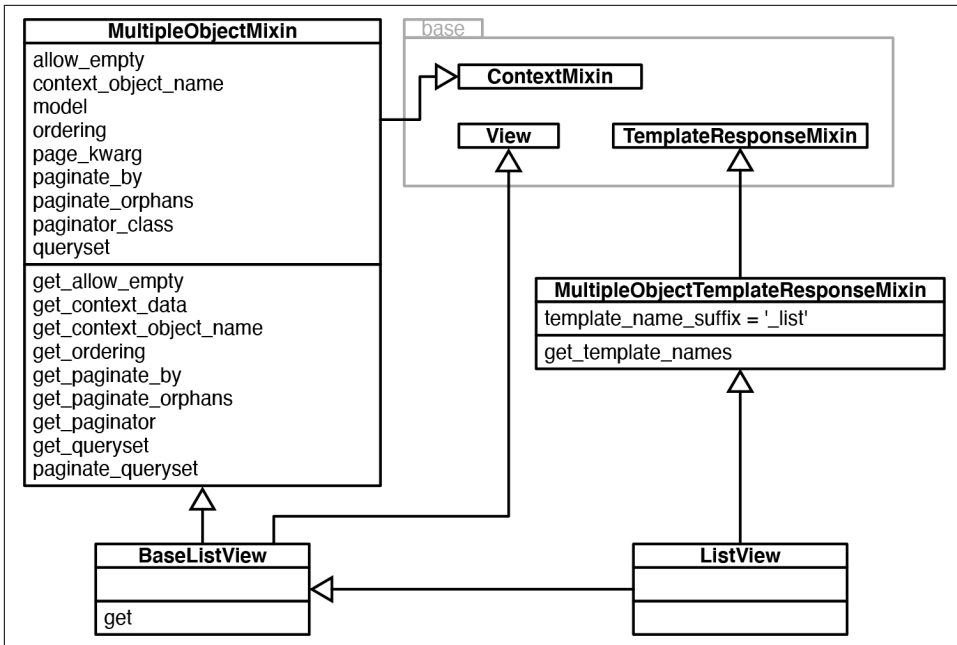 MultipleObjectMixin
allow_empty
context_object_name
model
ordering
page_kwarg
paginate_by
paginate_orphans
paginator_class
queryset
get_allow_empty
get_context_data
get_context_object_name
get_ordering
get_paginate_by
get_paginate_orphans
get_paginator
get_queryset
paginate_queryset
base
ContextMixin
View
TemplateResponseMixin
MultipleObjectTemplateResponseMixin
template_name_suffix = '_list'
get_template_names
BaseListView
get
ListView